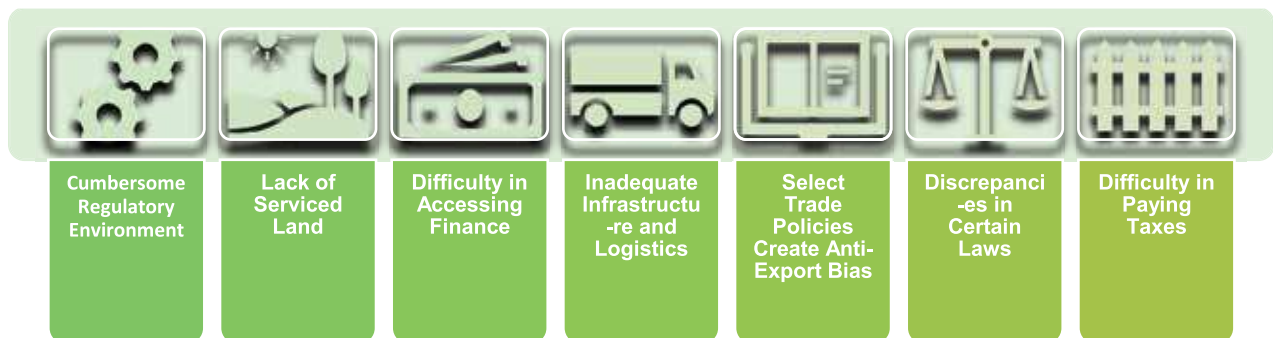 Cumbersome
Regulatory
Environment
Lack of
Serviced
Land
Difficulty in
Accessing
Finance
Inadequate
Infrastructu
-re and
Logistics
Select
Trade
Policies
Create Anti-
Export Bias
Discrepanci
-es in
Certain
Laws
Difficulty in
Paying
Taxes